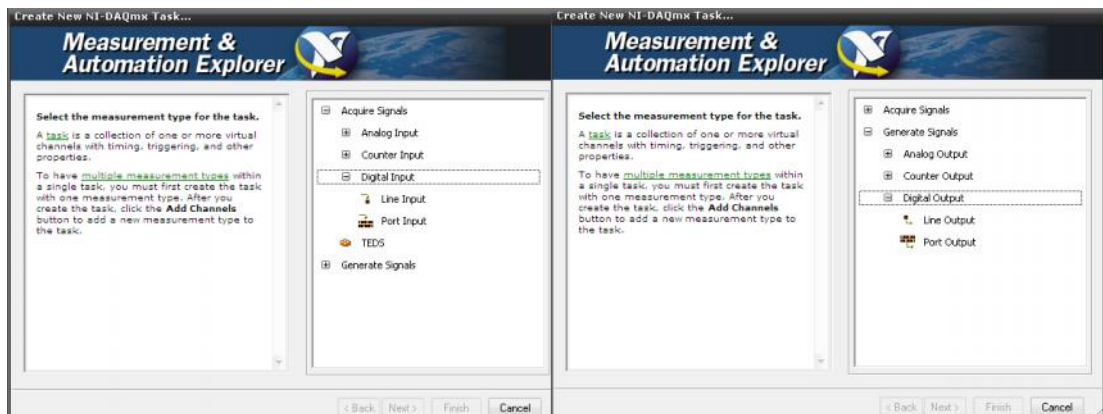 Create New NI-DAQmx Task...
Measurement &
Automation Explorer
Select the measurement type for the task.
A task is a collection of one or more virtual
channels with timing, triggering, and other
properties.
To have multiple measurement types within
a single task, you must first create the task
with one measurement type. After you
create the task, click the Add Channels
button to add a new measurement type to
the task.
Acquire Signals
Analog Input
Counter Input
Digital Input
Line Input
Port Input
TEDS
Generate Signals
< Back
Next >
Finish
Cancel
Create New NI-DAQmx Task...
Measurement &
Automation Explorer
Select the measurement type for the task.
A task is a collection of one or more virtual
channels with timing, triggering, and other
properties.
To have multiple measurement types within
a single task, you must first create the task
with one measurement type. After you
create the task, click the Add Channels
button to add a new measurement type to
the task.
Acquire Signals
Generate Signals
Analog Output
Counter Output
Digital Output
Line Output
Port Output
< Back
Next >
Finish
Cancel